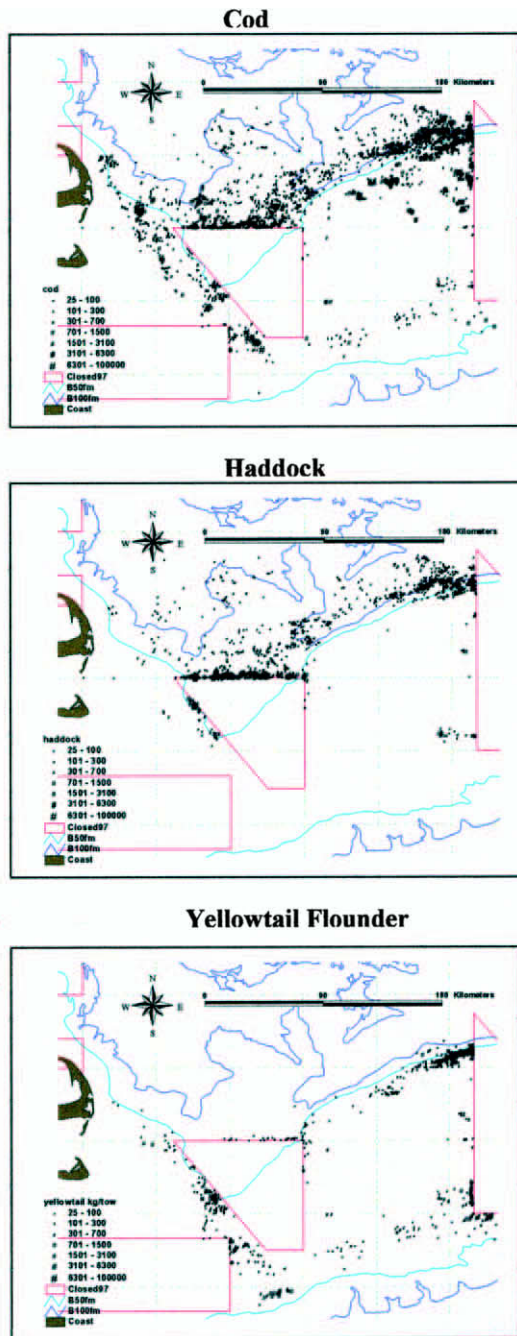 Cod
N
W E
S
0 50 100 Kilometers
cod
25 - 100
101 - 300
301 - 700
701 - 1500
1501 - 3100
3101 - 6300
6301 - 100000
Closed97
B50fm
B100fm
Coast
Haddock
N
W E
S
0 50 100 Kilometers
haddock
25 - 100
101 - 300
301 - 700
701 - 1500
1501 - 3100
3101 - 6300
6301 - 100000
Closed97
B50fm
B100fm
Coast
Yellowtail Flounder
N
W E
S
0 50 100 Kilometers
yellowtail kg/tow
25 - 100
101 - 300
301 - 700
701 - 1500
1501 - 3100
3101 - 6300
6301 - 100000
Closed97
B50fm
B100fm
Coast